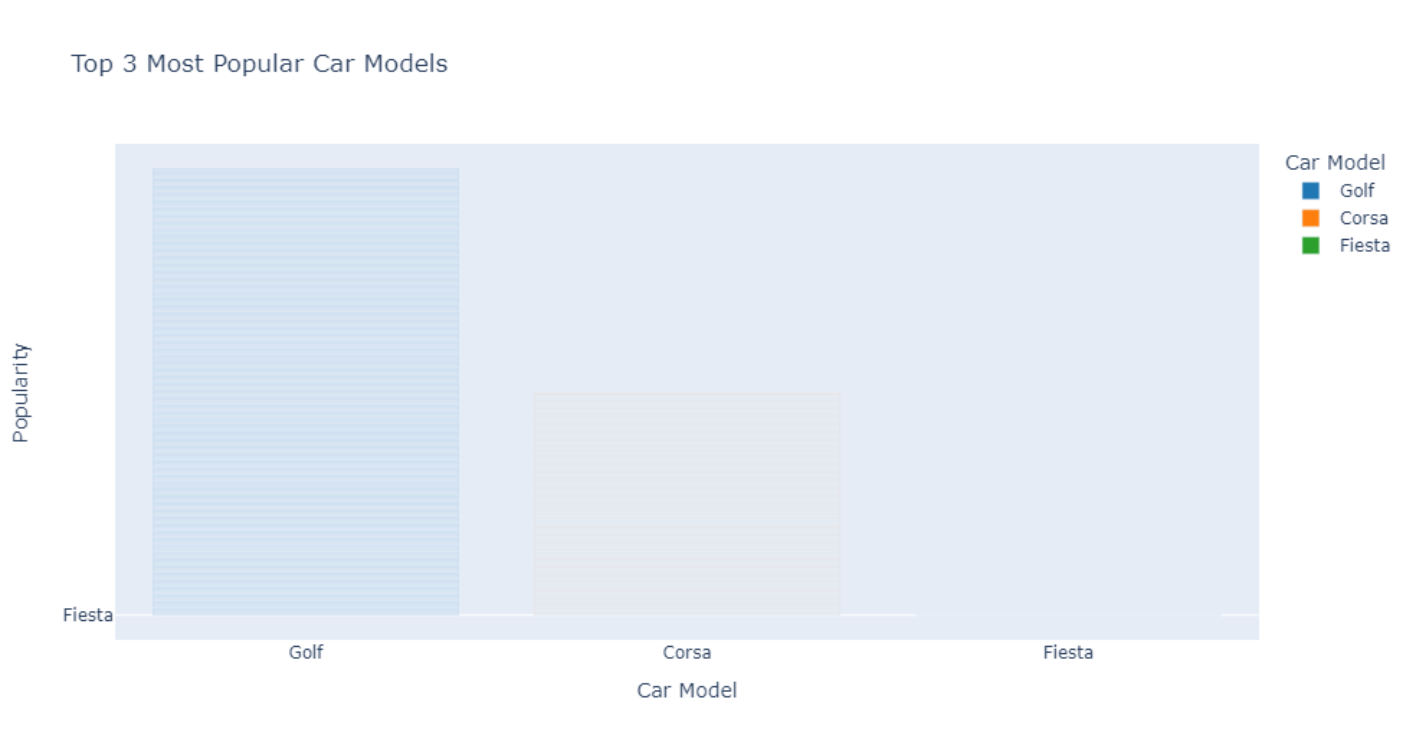 Top 3 Most Popular Car Models
Car Model
Golf
Corsa
Fiesta
Popularity
Fiesta
Golf
Corsa
Fiesta
Car Model